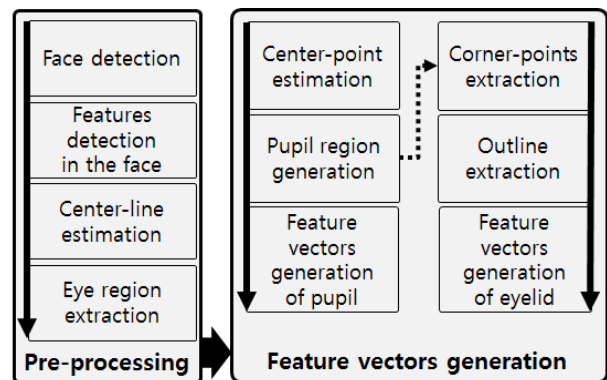 Face detection
Features
detection
in the face
Center-line
estimation
Eye region
extraction
Pre-processing
Center-point
estimation
Pupil region
generation
Feature
vectors
generation
of pupil
Corner-points
extraction
Outline
extraction
Feature
vectors
generation
of eyelid
Feature vectors generation